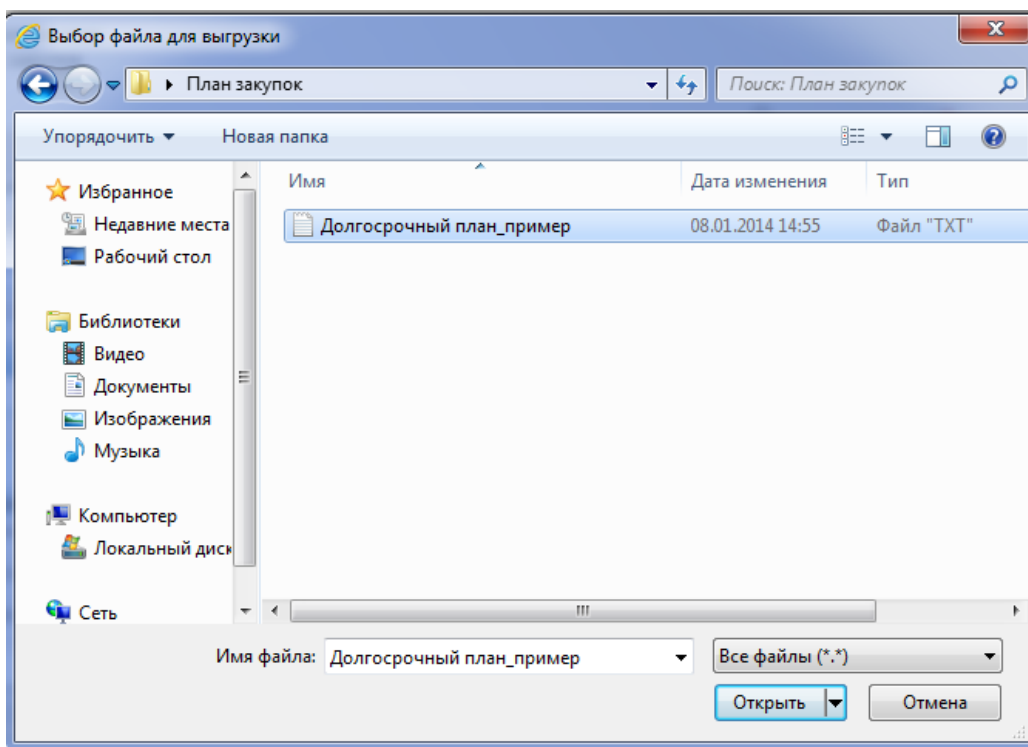 Выбор файла для выгрузки
План закупок
Поиск: План закупок
Упорядочить
Новая папка
Имя
Дата изменения
Тип
Избранное
Недавние места
Рабочий стол
Библиотеки
Видео
Документы
Изображения
Музыка
Компьютер
Локальный диск
Сеть
Долгосрочный план_пример
08.01.2014 14:55
Файл "TXT"
Имя файла:
Долгосрочный план_пример
Все файлы (*.*)
Открыть
Отмена